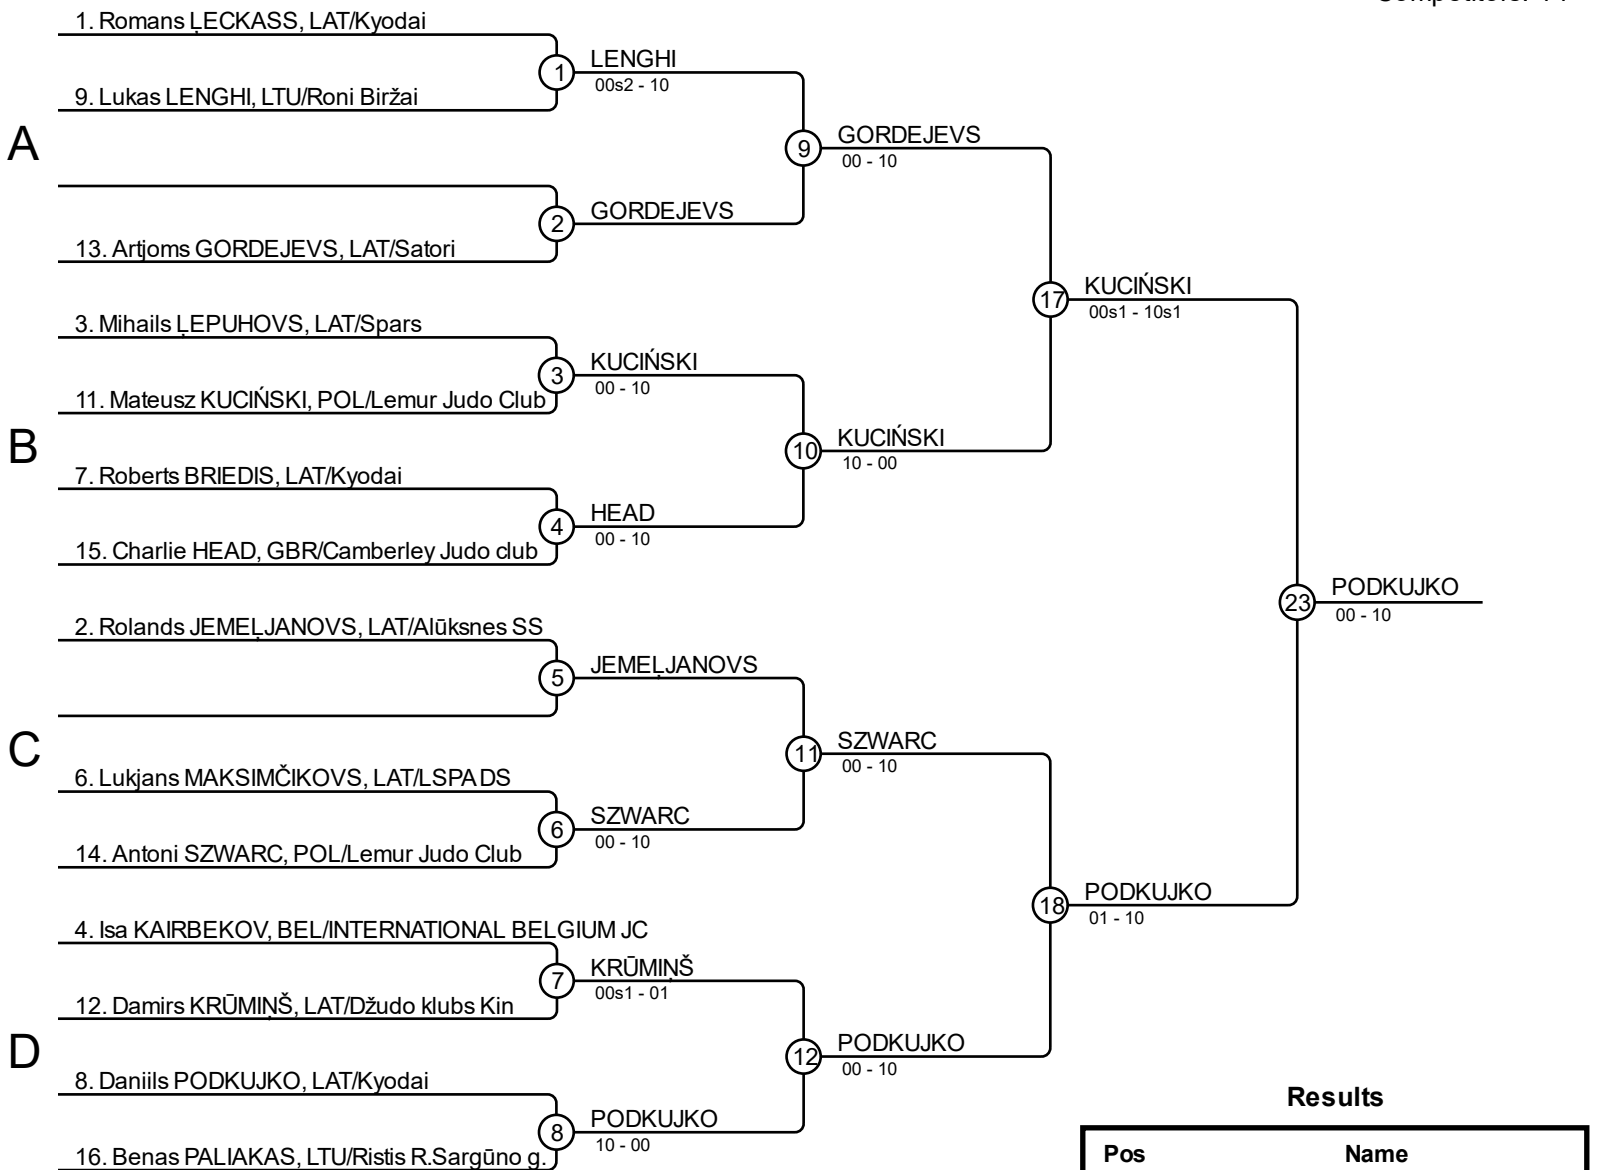 1. Romans ĻECKASS, LAT/Kyodai
1
LENGHI
00s2 - 10
9. Lukas LENGHI, LTU/Roni Biržai
A
9
GORDEJEVS
00 - 10
2
GORDEJEVS
13. Artjoms GORDEJEVS, LAT/Satori
17
KUCIŃSKI
00s1 - 10s1
3. Mihails ĻEPUHOVS, LAT/Spars
3
KUCIŃSKI
00 - 10
11. Mateusz KUCIŃSKI, POL/Lemur Judo Club
B
10
KUCIŃSKI
10 - 00
7. Roberts BRIEDIS, LAT/Kyodai
4
HEAD
00 - 10
15. Charlie HEAD, GBR/Camberley Judo club
23
PODKUJKO
00 - 10
2. Rolands JEMEĻJANOVS, LAT/Alūksnes SS
5
JEMEĻJANOVS
C
11
SZWARC
00 - 10
6. Lukjans MAKSIMČIKOVS, LAT/LSPA DS
6
SZWARC
00 - 10
14. Antoni SZWARC, POL/Lemur Judo Club
18
PODKUJKO
01 - 10
4. Isa KAIRBEKOV, BEL/INTERNATIONAL BELGIUM JC
7
KRŪMIŅŠ
00s1 - 01
12. Damirs KRŪMIŅŠ, LAT/Džudo klubs Kin
D
12
PODKUJKO
00 - 10
8. Daniils PODKUJKO, LAT/Kyodai
8
PODKUJKO
10 - 00
16. Benas PALIAKAS, LTU/Ristis R.Sargūno g.
Results
Pos Name